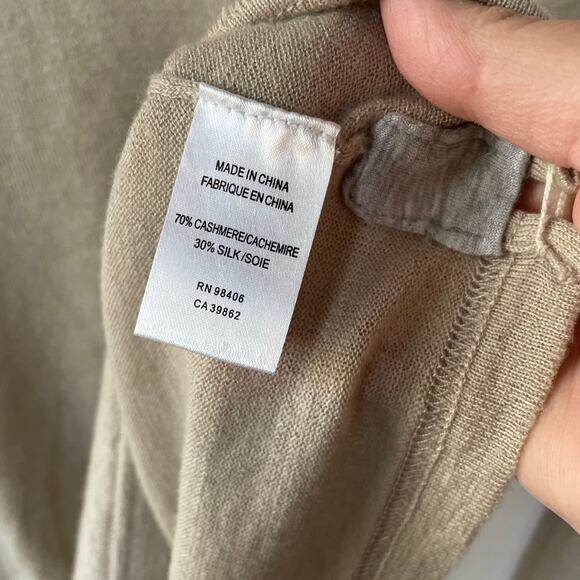 MADE IN CHINA
FABRIQUE EN CHINA
70% CASHMERE/CACHEMIRE
30% SILK/SOIE
RN 98406
CA 39862